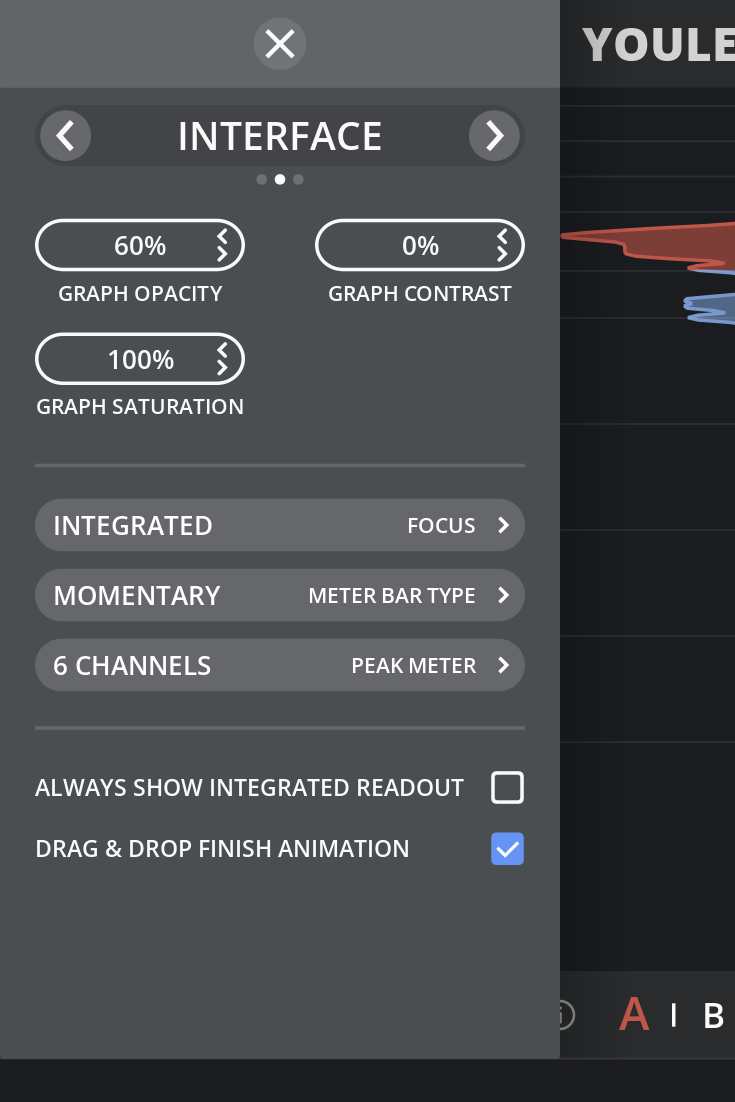 YOULE
INTERFACE
60%
0%
GRAPH OPACITY
GRAPH CONTRAST
100%
GRAPH SATURATION
INTEGRATED FOCUS
MOMENTARY METER BAR TYPE
6 CHANNELS PEAK METER
ALWAYS SHOW INTEGRATED READOUT
DRAG & DROP FINISH ANIMATION
A | B